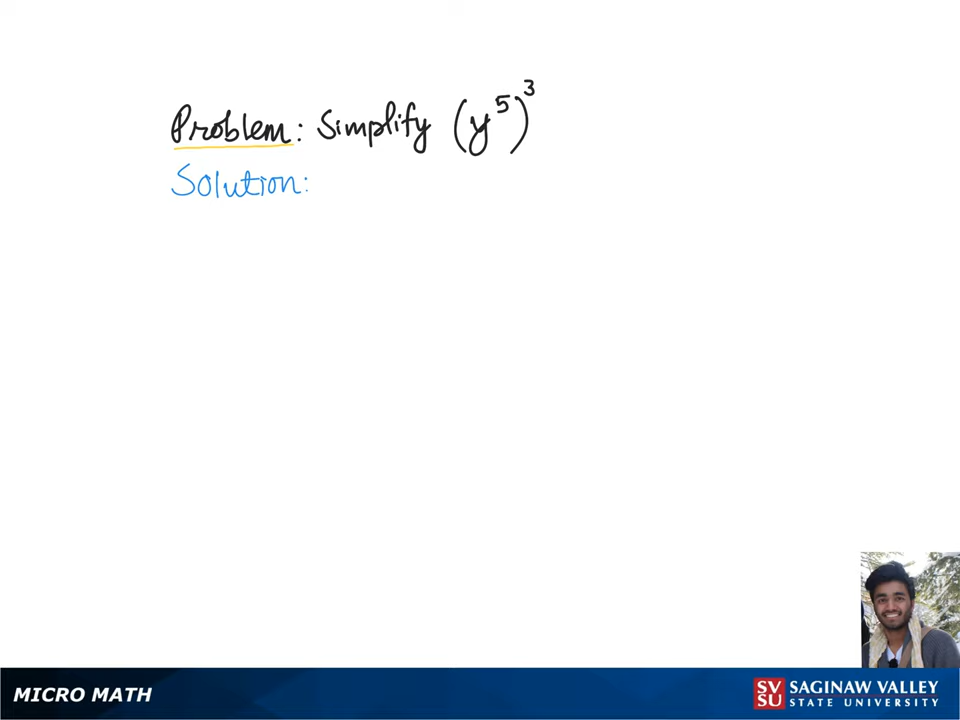 Problem: Simplify (y⁵)³
Solution:
MICRO MATH
SV SU SAGINAW VALLEY
STATE UNIVERSITY